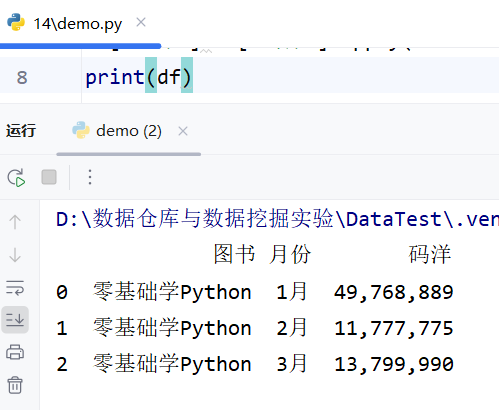 14\demo.py
8 print(df)
运行 demo (2)
D:\数据仓库与数据挖掘实验\DataTest\.ven
图书 月份 码洋
0 零基础学Python 1月 49,768,889
1 零基础学Python 2月 11,777,775
2 零基础学Python 3月 13,799,990